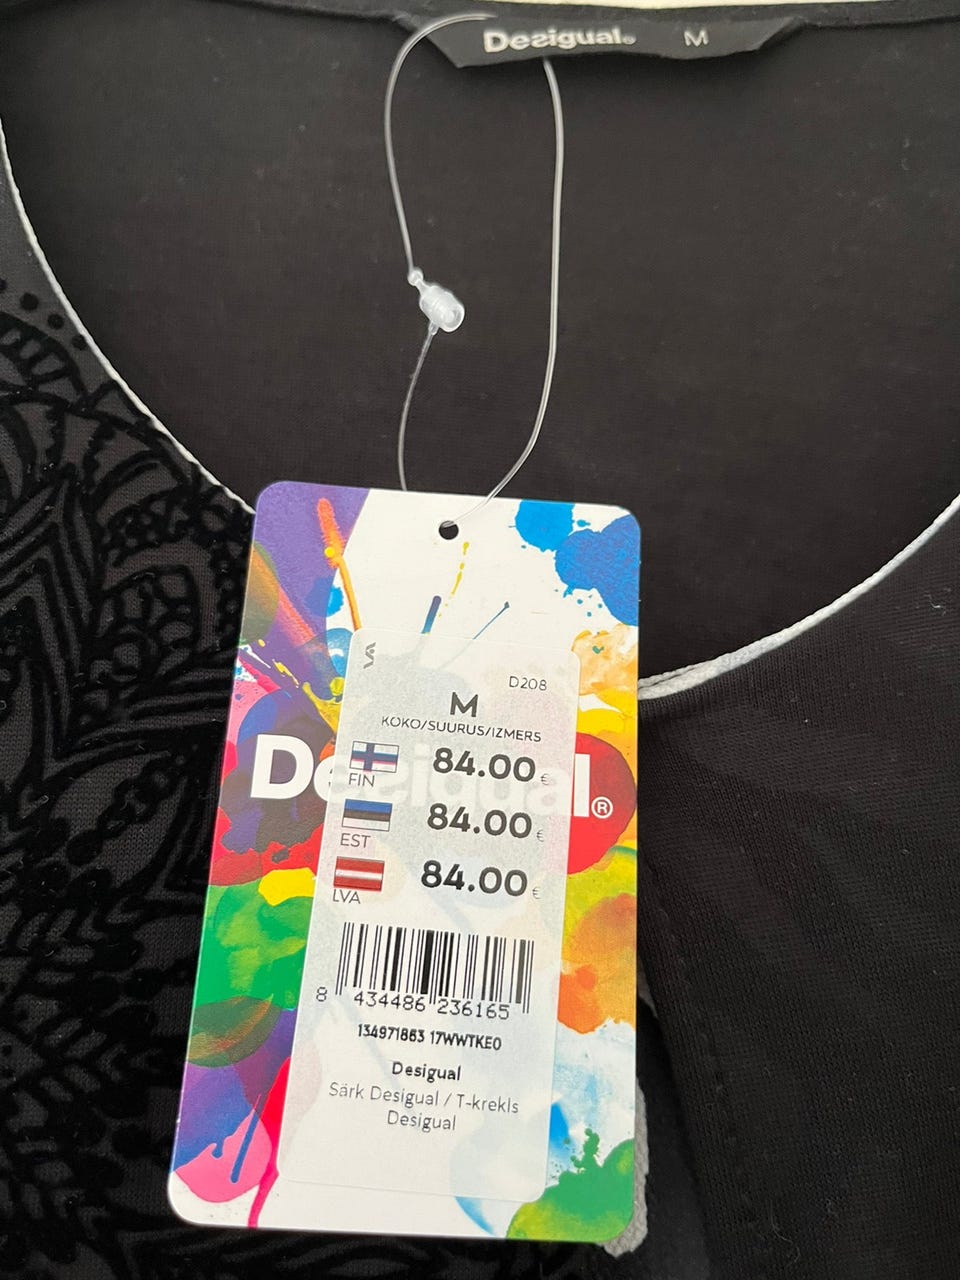 Desigual® M
D208
M
KOKO/SUURUS/IZMERS
Desigual®
FIN 84.00 €
EST 84.00 €
LVA 84.00 €
8 434486 236165
134971863 17WWTKE0
Desigual
Särk Desigual / T-krekls
Desigual